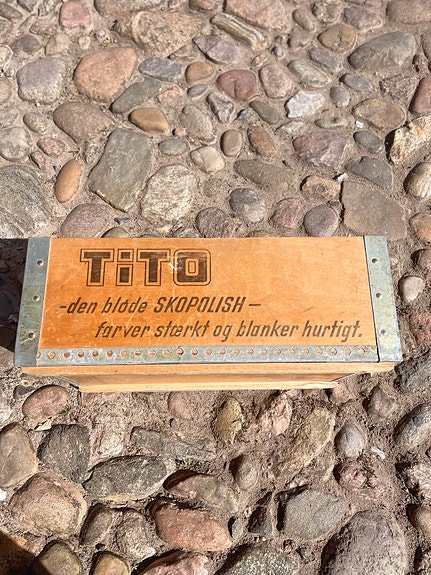 TiTO
-den bløde SKOPOLISH-
farver stærkt og blanker hurtigt.